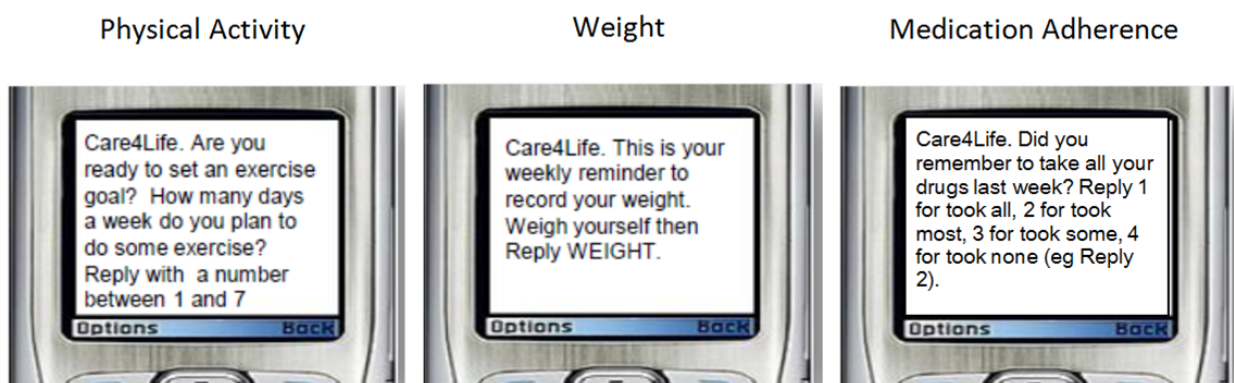 Physical Activity
Weight
Medication Adherence
Care4Life. Are you
ready to set an exercise
goal?  How many days
a week do you plan to
do some exercise?
Reply with  a number
between 1 and 7
Options Back
Care4Life. This is your
weekly reminder to
record your weight.
Weigh yourself then
Reply WEIGHT.
Options Back
Care4Life. Did you
remember to take all your
drugs last week? Reply 1
for took all, 2 for took
most, 3 for took some, 4
for took none (eg Reply
2).
Options Back